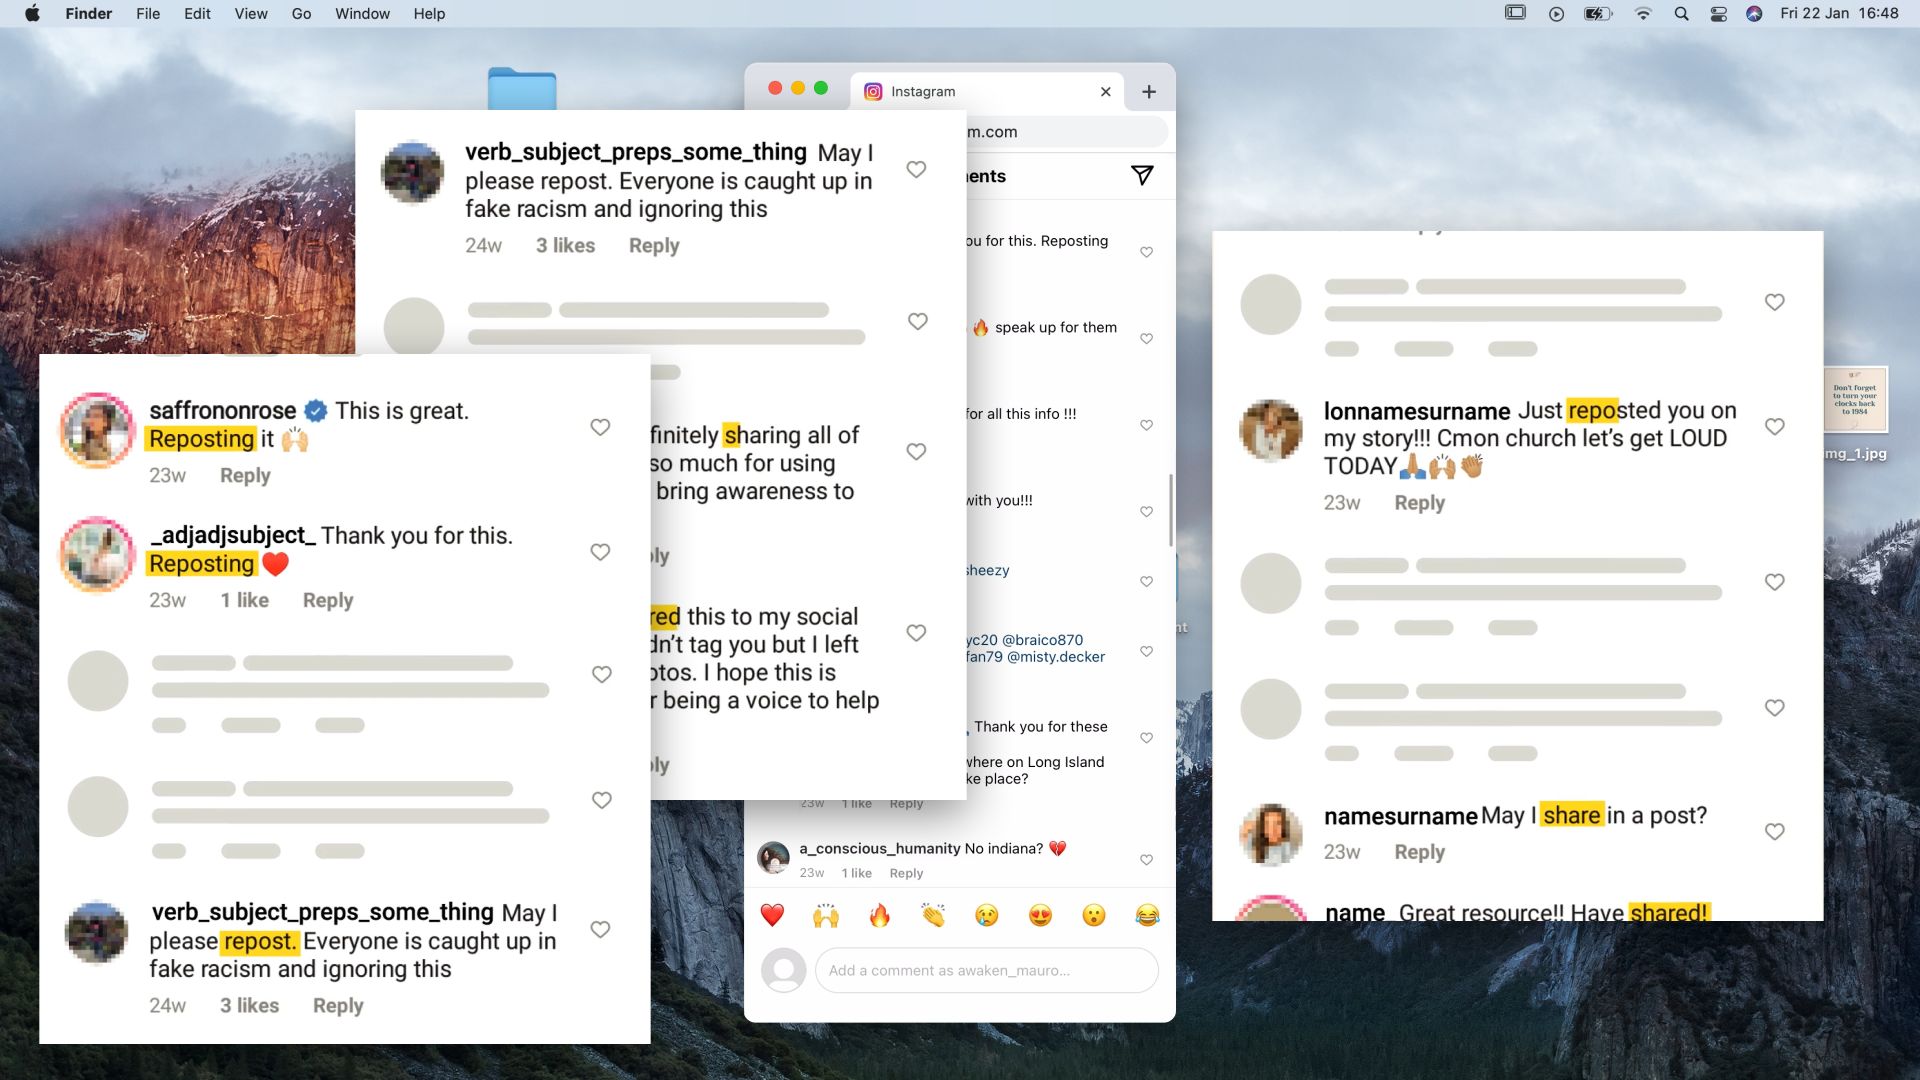 Finder File Edit View Go Window Help
Fri 22 Jan 16:48
Instagram
m.com
verb_subject_preps_some_thing May I
please repost. Everyone is caught up in
fake racism and ignoring this
24w 3 likes Reply
finitely sharing all of
so much for using
bring awareness to
ly
red this to my social
dn't tag you but I left
otos. I hope this is
r being a voice to help
ly
saffrononrose This is great.
Reposting it 🙌🏼
23w Reply
_adjadjsubject_ Thank you for this.
Reposting ❤️
23w 1 like Reply
verb_subject_preps_some_thing May I
please repost. Everyone is caught up in
fake racism and ignoring this
24w 3 likes Reply
ents
ou for this. Reposting
🔥 speak up for them
for all this info !!!
with you!!!
sheezy
yc20 @braico870
fan79 @misty.decker
Thank you for these
where on Long Island
ke place?
23w 1 like Reply
a_conscious_humanity No indiana? 💔
23w 1 like Reply
❤️ 🙌 🔥 👏 😢 😍 😮 😂
Add a comment as awaken_mauro...
lonnamesurname Just reposted you on
my story!!! Cmon church let's get LOUD
TODAY🙏🏽🙌🏽👏🏽
23w Reply
namesurname May I share in a post?
23w Reply
name Great resource!! Have shared!
Don't forget
to turn your
clocks back
to 1984
img_1.jpg
nt